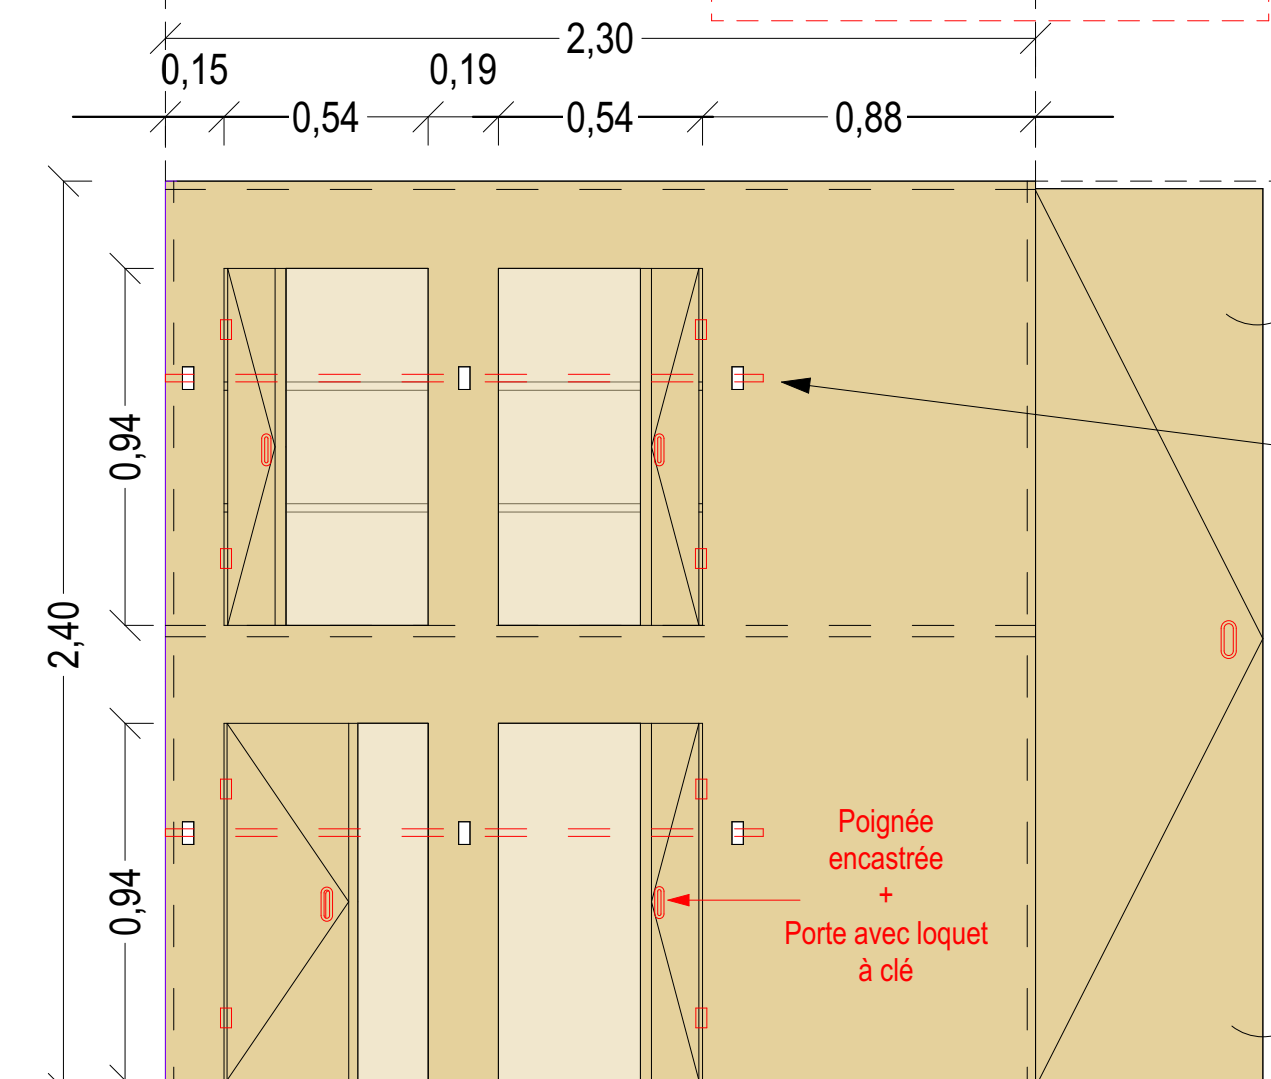 2,30
0,15
0,19
0,54
0,54
0,88
0,94
2,40
0,94
Poignée
encastrée
+
Porte avec loquet
à clé